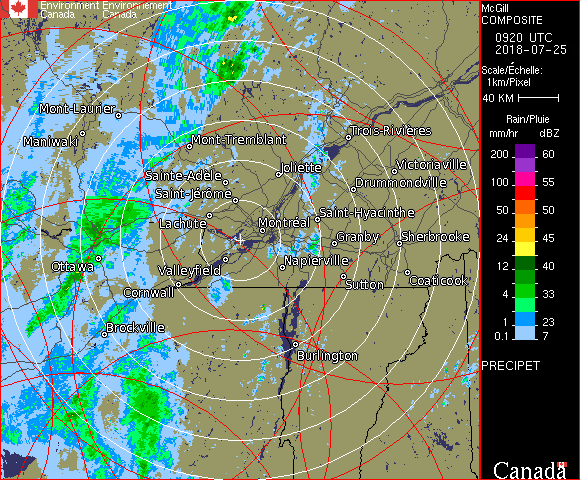 Environment Environnement
Canada Canada
McGill
COMPOSITE
0920 UTC
2018-07-25
Scale/Échelle:
1km/Pixel
40 KM
Rain/Pluie
mm/hr dBZ
200 60
100 55
50 50
24 45
12 40
4 33
1 23
0.1 7
PRECIPET
Canada
Mont-Laurier
Maniwaki
Mont-Tremblant
Trois-Rivières
Sainte-Adèle
Joliette
Victoriaville
Saint-Jérôme
Drummondville
Lachute
Montréal
Saint-Hyacinthe
Granby
Sherbrooke
Ottawa
Valleyfield
Napierville
Cornwall
Sutton
Coaticook
Brockville
Burlington